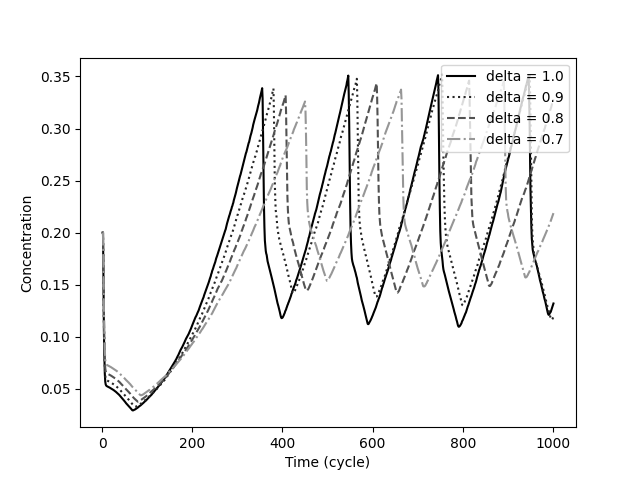 delta = 1.0
delta = 0.9
delta = 0.8
delta = 0.7
0.35
0.30
0.25
0.20
0.15
0.10
0.05
Concentration
0 200 400 600 800 1000
Time (cycle)